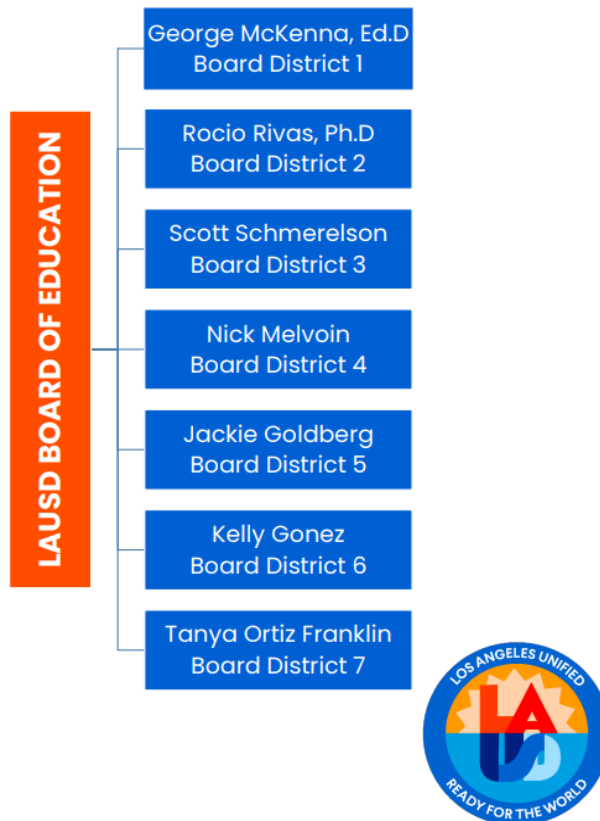 LAUSD BOARD OF EDUCATION
George McKenna, Ed.D
Board District 1
Rocio Rivas, Ph.D
Board District 2
Scott Schmerelson
Board District 3
Nick Melvoin
Board District 4
Jackie Goldberg
Board District 5
Kelly Gonez
Board District 6
Tanya Ortiz Franklin
Board District 7
LOS ANGELES UNIFIED
LA
USD
READY FOR THE WORLD